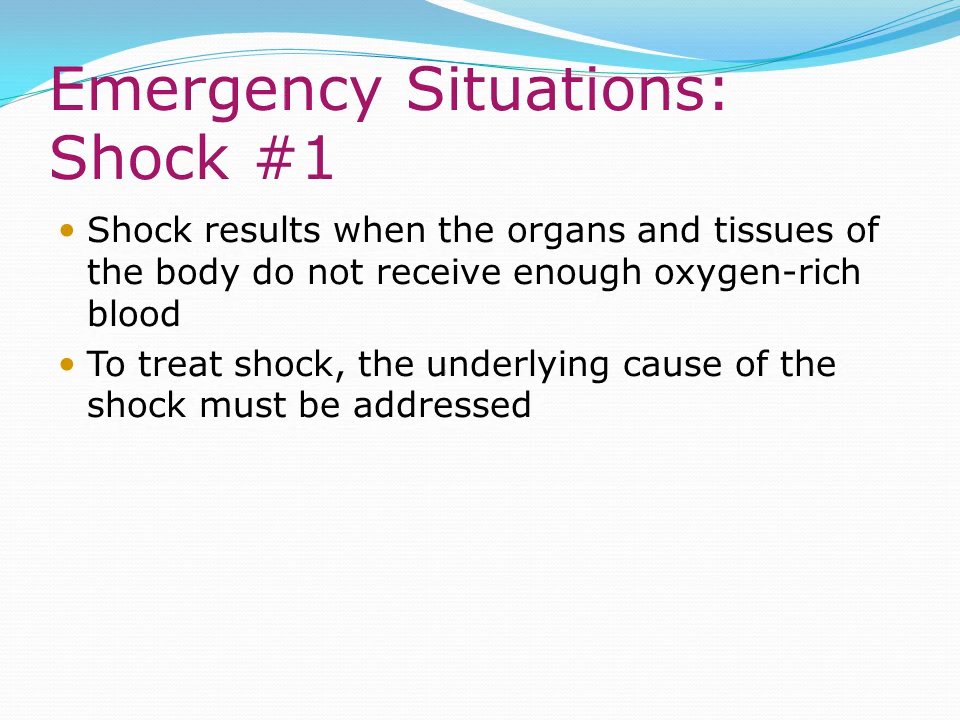 Emergency Situations:
Shock #1
• Shock results when the organs and tissues of
the body do not receive enough oxygen-rich
blood
• To treat shock, the underlying cause of the
shock must be addressed